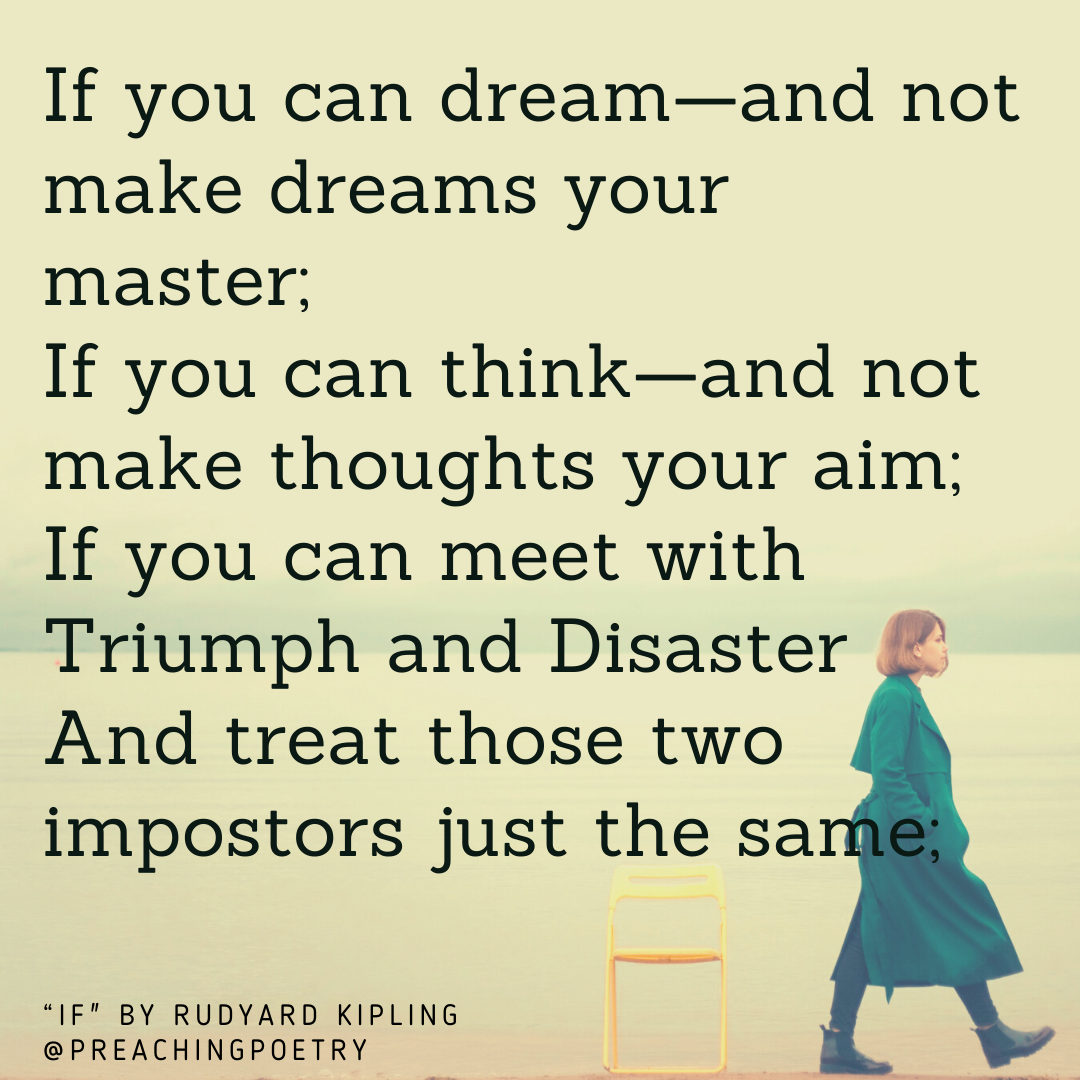 If you can dream—and not
make dreams your
master;
If you can think—and not
make thoughts your aim;
If you can meet with
Triumph and Disaster
And treat those two
impostors just the same;
“IF" BY RUDYARD KIPLING
@PREACHINGPOETRY